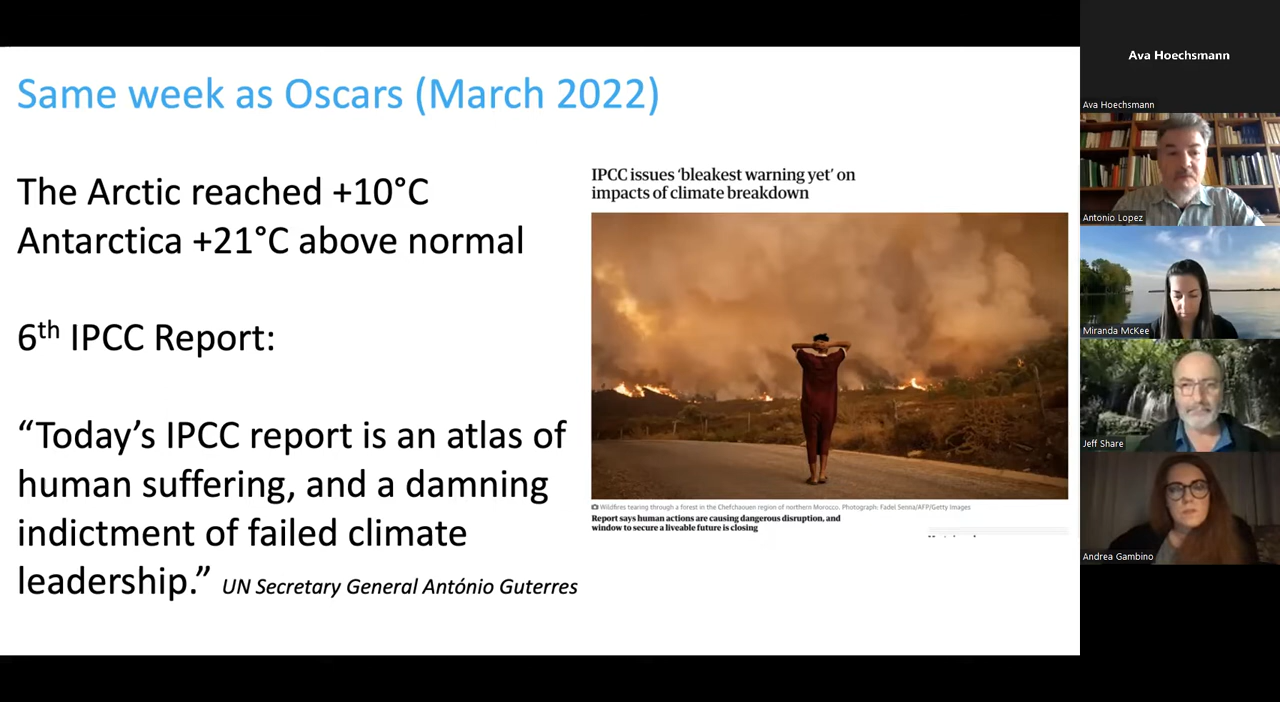 Same week as Oscars (March 2022)
The Arctic reached +10°C
Antarctica +21°C above normal
6th IPCC Report:
“Today’s IPCC report is an atlas of
human suffering, and a damning
indictment of failed climate
leadership.” UN Secretary General António Guterres
IPCC issues ‘bleakest warning yet’ on
impacts of climate breakdown
Wildfires tearing through a forest in the Chefchaouen region of northern Morocco. Photograph: Fadel Senna/AFP/Getty Images
Report says human actions are causing dangerous disruption, and
window to secure a liveable future is closing
Ava Hoechsmann
Ava Hoechsmann
Antonio Lopez
Miranda McKee
Jeff Share
Andrea Gambino